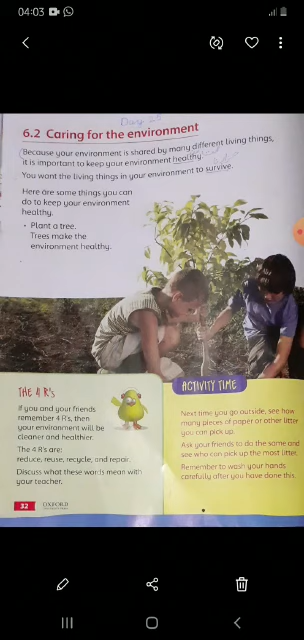 04:03
Day 25
6.2 Caring for the environment
Because your environment is shared by many different living things,
it is important to keep your environment healthy.
You want the living things in your environment to survive.
Here are some things you can
do to keep your environment
healthy.
• Plant a tree.
Trees make the
environment healthy.
THE 4 R's
If you and your friends
remember 4 R's, then
your environment will be
cleaner and healthier.
The 4 R's are:
reduce, reuse, recycle, and repair.
Discuss what these words mean with
your teacher.
ACTIVITY TIME
Next time you go outside, see how
many pieces of paper or other litter
you can pick up.
Ask your friends to do the same and
see who can pick up the most litter.
Remember to wash your hands
carefully after you have done this.
32
OXFORD